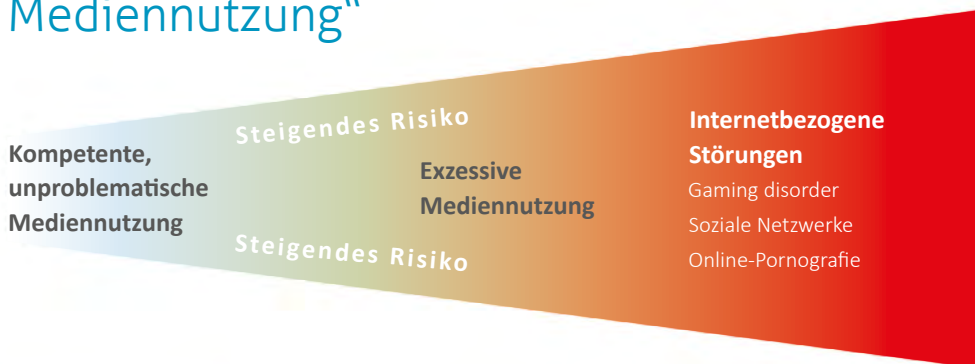 Mediennutzung“
Steigendes Risiko
Kompetente,
unproblematische
Mediennutzung
Exzessive
Mediennutzung
Steigendes Risiko
Internetbezogene
Störungen
Gaming disorder
Soziale Netzwerke
Online-Pornografie